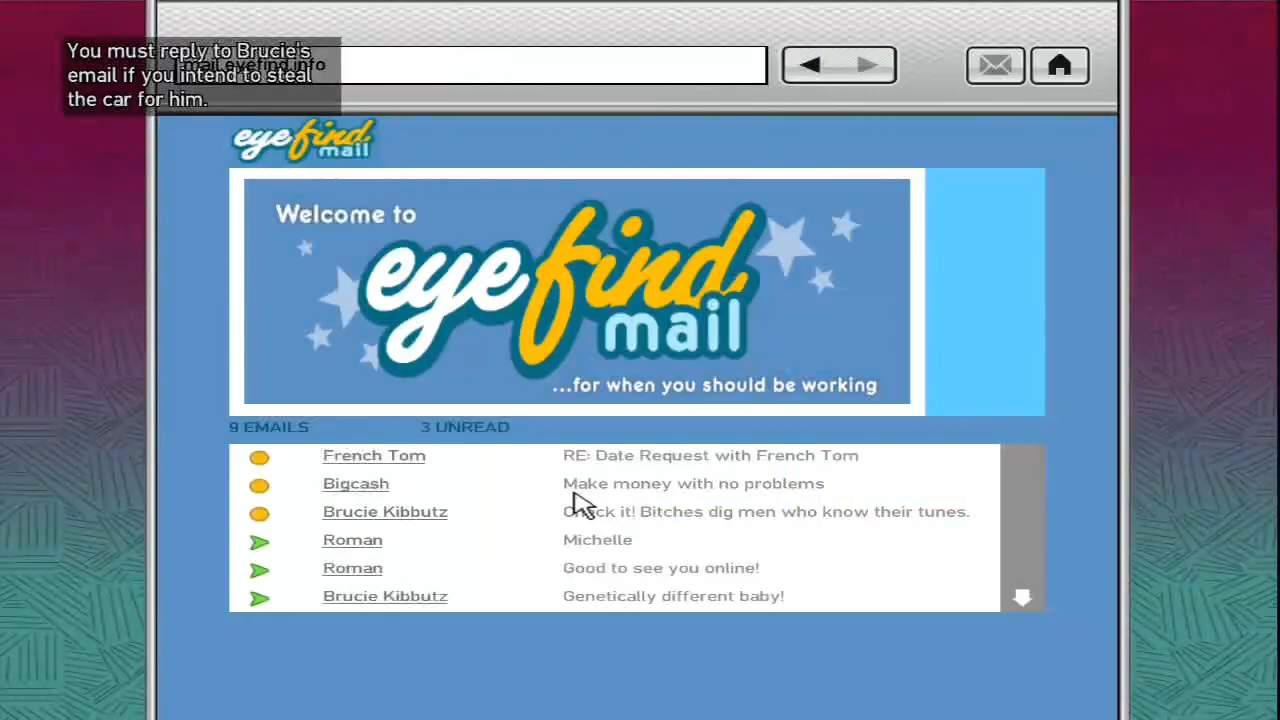 You must reply to Brucie's
email if you intend to steal
the car for him.
mail.eyefind.info
eyefind
mail
Welcome to
eyefind
mail
...for when you should be working
9 EMAILS 3 UNREAD
French Tom RE: Date Request with French Tom
Bigcash Make money with no problems
Brucie Kibbutz Check it! Bitches dig men who know their tunes.
Roman Michelle
Roman Good to see you online!
Brucie Kibbutz Genetically different baby!